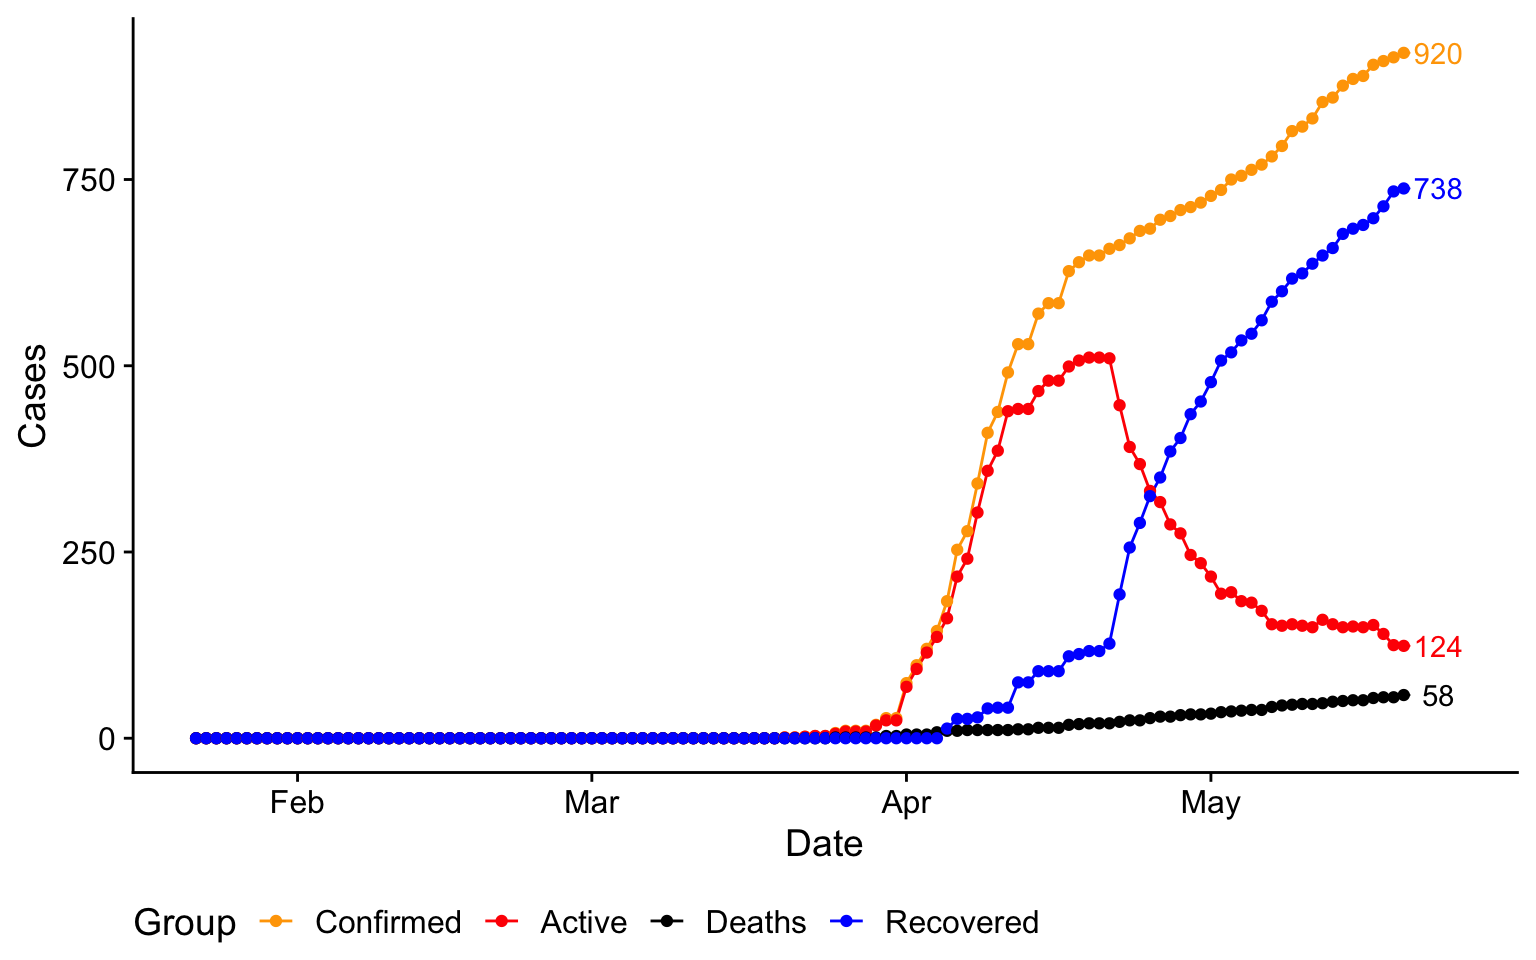 920
750
738
500
Cases
250
124
58
0
Feb Mar Apr May
Date
Group Confirmed Active Deaths Recovered